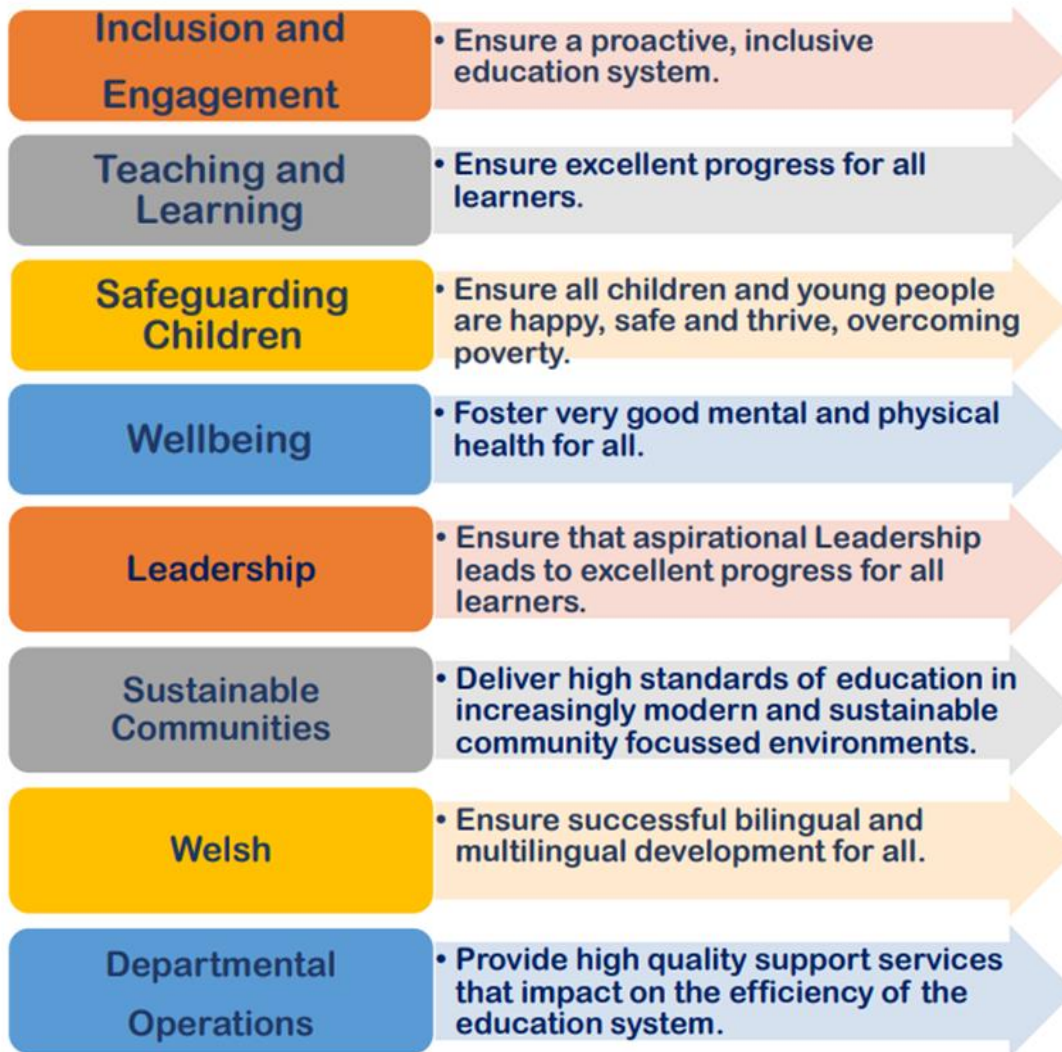 Inclusion and
Engagement
• Ensure a proactive, inclusive
education system.
Teaching and
Learning
• Ensure excellent progress for all
learners.
Safeguarding
Children
• Ensure all children and young people
are happy, safe and thrive, overcoming
poverty.
Wellbeing
• Foster very good mental and physical
health for all.
Leadership
• Ensure that aspirational Leadership
leads to excellent progress for all
learners.
Sustainable
Communities
• Deliver high standards of education in
increasingly modern and sustainable
community focussed environments.
Welsh
• Ensure successful bilingual and
multilingual development for all.
Departmental
Operations
• Provide high quality support services
that impact on the efficiency of the
education system.